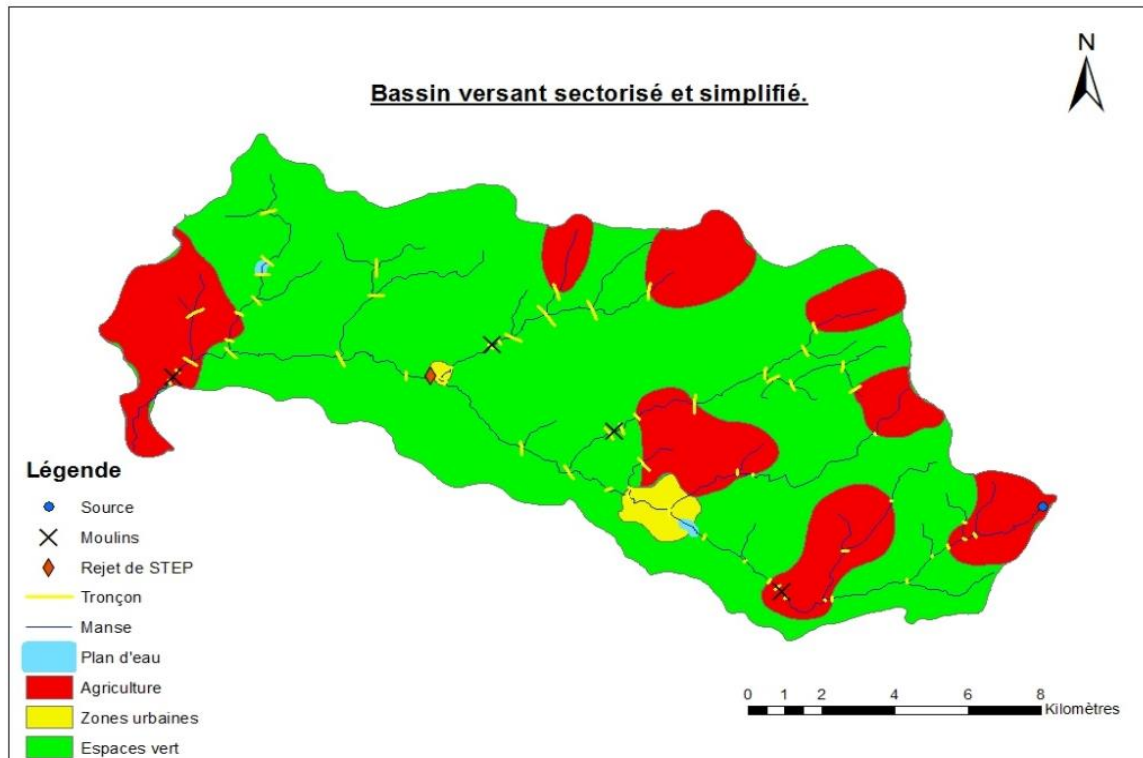 N
Bassin versant sectorisé et simplifié.
Légende
Source
Moulins
Rejet de STEP
Tronçon
Manse
Plan d'eau
Agriculture
Zones urbaines
Espaces vert
0 1 2 4 6 8
Kilomètres